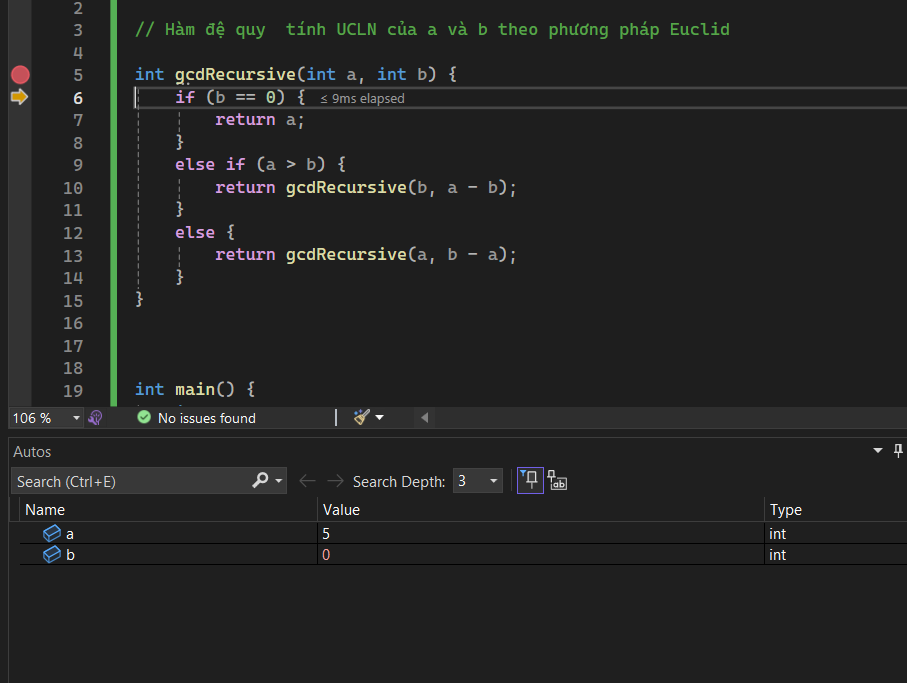 2
3 // Hàm đệ quy  tính UCLN của a và b theo phương pháp Euclid
4
5 int gcdRecursive(int a, int b) {
6     if (b == 0) { ≤ 9ms elapsed
7         return a;
8     }
9     else if (a > b) {
10         return gcdRecursive(b, a - b);
11     }
12     else {
13         return gcdRecursive(a, b - a);
14     }
15 }
16
17
18
19 int main() {
106 % No issues found
Autos
Search (Ctrl+E) Search Depth: 3
Name Value Type
a 5 int
b 0 int